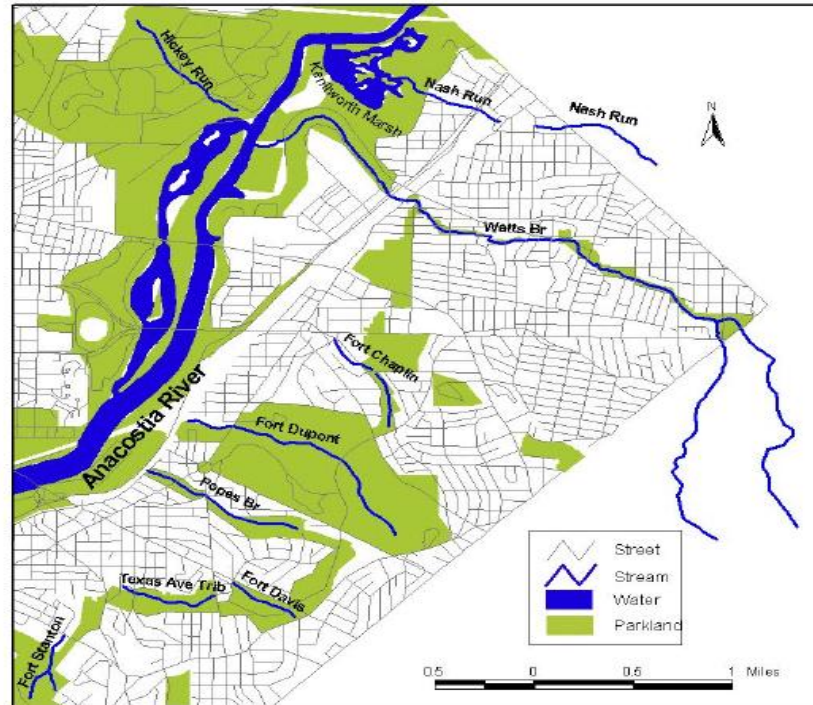 Hickey Run
Kenilworth Marsh
Nash Run
Nash Run
N
Watts Br
Fort Chaplin
Anacostia River
Fort Dupont
Popes Br
Texas Ave Trib
Fort Davis
Fort Stanton
Street
Stream
Water
Parkland
0.5 0 0.5 1 Miles